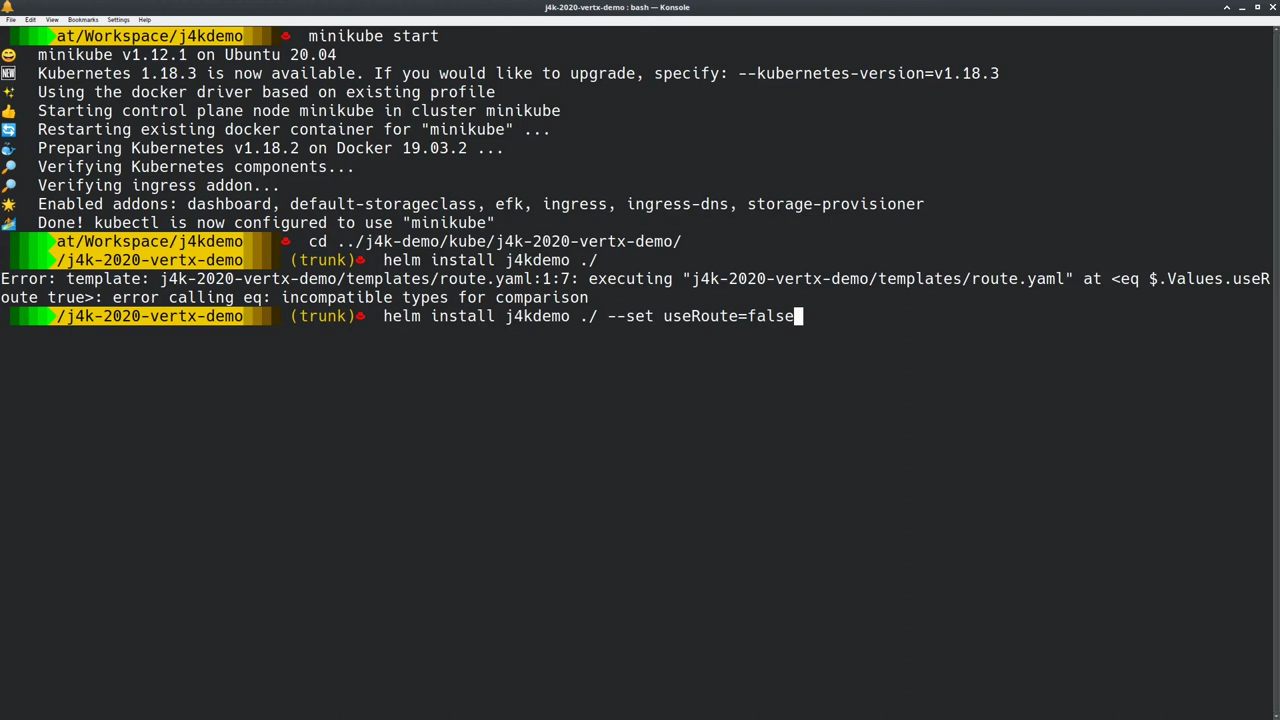 j4k-2020-vertx-demo : bash — Konsole
File Edit View Bookmarks Settings Help
at/Workspace/j4kdemo minikube start
minikube v1.12.1 on Ubuntu 20.04
NEW Kubernetes 1.18.3 is now available. If you would like to upgrade, specify: --kubernetes-version=v1.18.3
Using the docker driver based on existing profile
Starting control plane node minikube in cluster minikube
Restarting existing docker container for "minikube" ...
Preparing Kubernetes v1.18.2 on Docker 19.03.2 ...
Verifying Kubernetes components...
Verifying ingress addon...
Enabled addons: dashboard, default-storageclass, efk, ingress, ingress-dns, storage-provisioner
Done! kubectl is now configured to use "minikube"
at/Workspace/j4kdemo cd ../j4k-demo/kube/j4k-2020-vertx-demo/
/j4k-2020-vertx-demo (trunk) helm install j4kdemo ./
Error: template: j4k-2020-vertx-demo/templates/route.yaml:1:7: executing "j4k-2020-vertx-demo/templates/route.yaml" at <eq $.Values.useR
oute true>: error calling eq: incompatible types for comparison
/j4k-2020-vertx-demo (trunk) helm install j4kdemo ./ --set useRoute=false